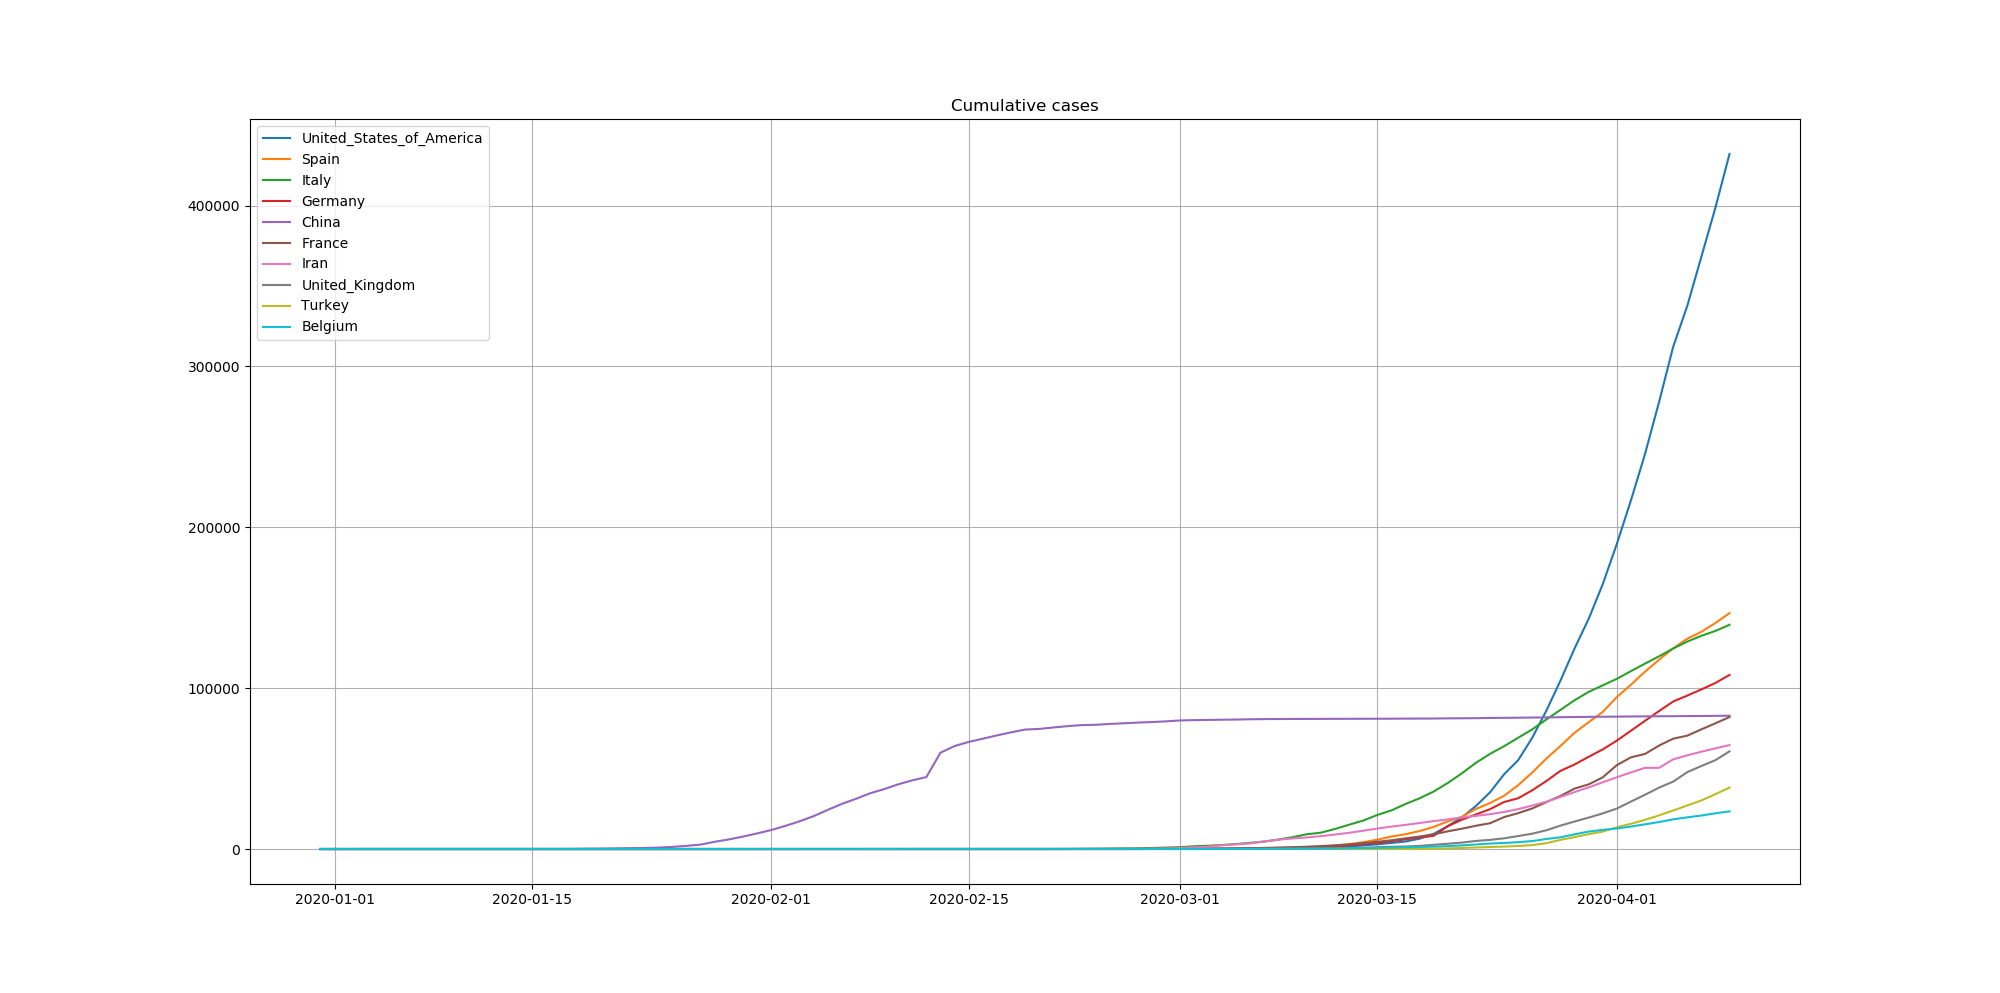 Cumulative cases
United_States_of_America
Spain
Italy
Germany
China
France
Iran
United_Kingdom
Turkey
Belgium
400000
300000
200000
100000
0
2020-01-01 2020-01-15 2020-02-01 2020-02-15 2020-03-01 2020-03-15 2020-04-01